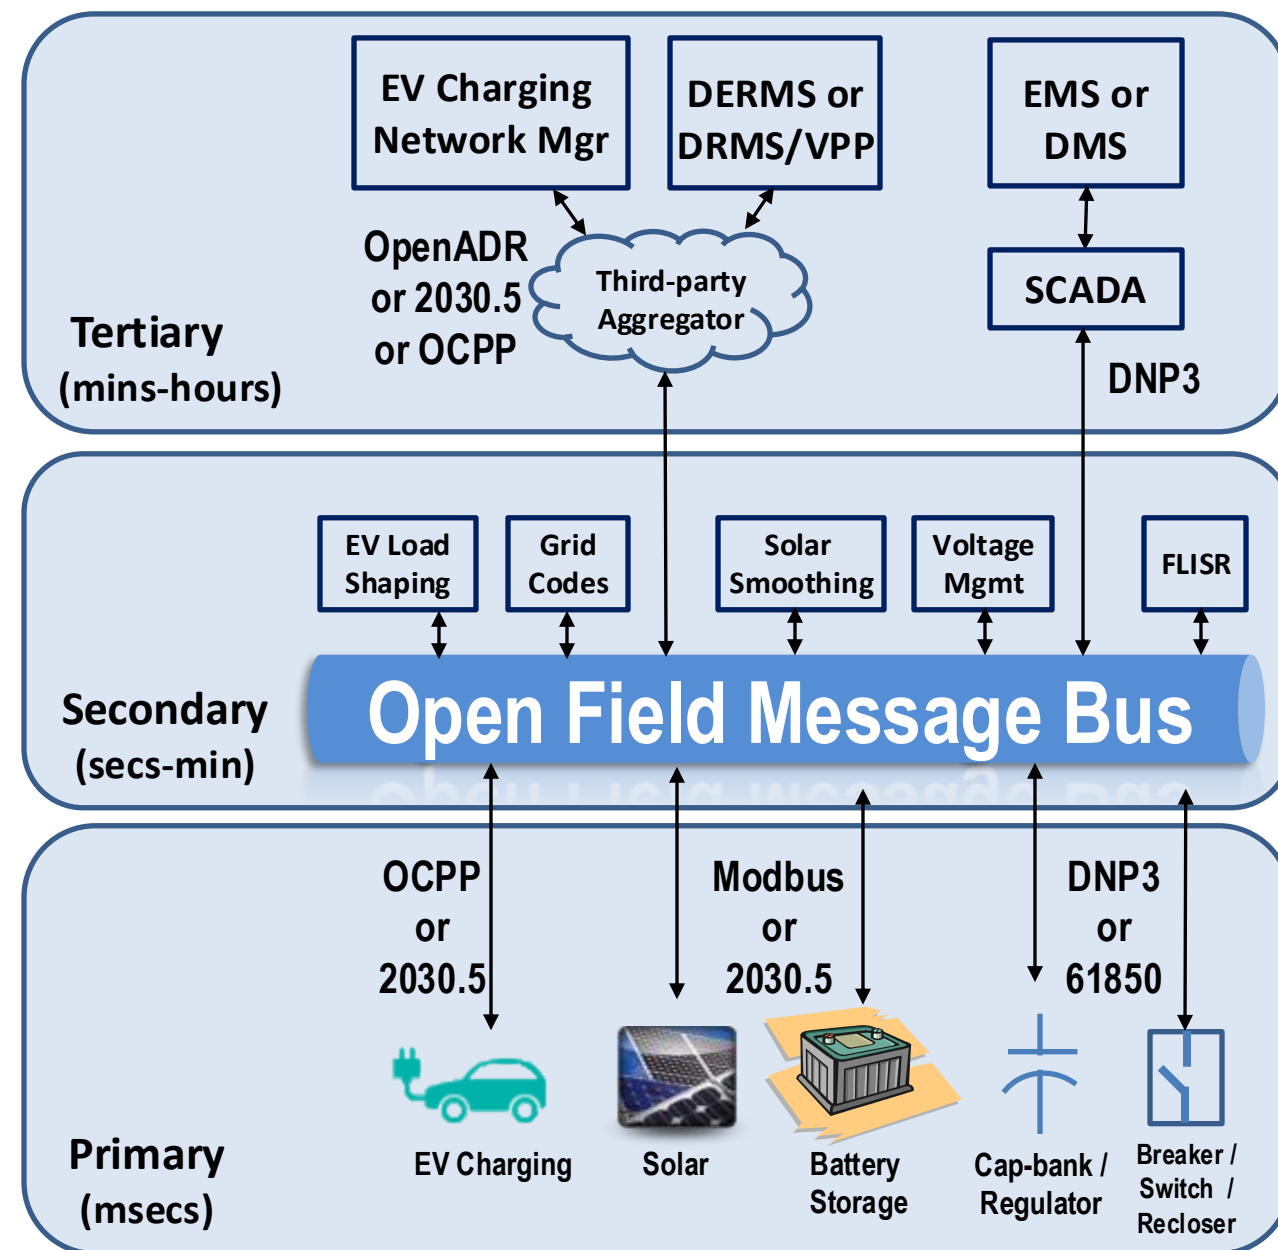 EV Charging
Network Mgr
DERMS or
DRMS/VPP
EMS or
DMS
OpenADR
or 2030.5
or OCPP
Third-party
Aggregator
SCADA
Tertiary
(mins-hours)
DNP3
EV Load
Shaping
Grid
Codes
Solar
Smoothing
Voltage
Mgmt
FLISR
Open Field Message Bus
Secondary
(secs-min)
OCPP
or
2030.5
Modbus
or
2030.5
DNP3
or
61850
Primary
(msecs)
EV Charging
Solar
Battery
Storage
Cap-bank /
Regulator
Breaker /
Switch /
Recloser